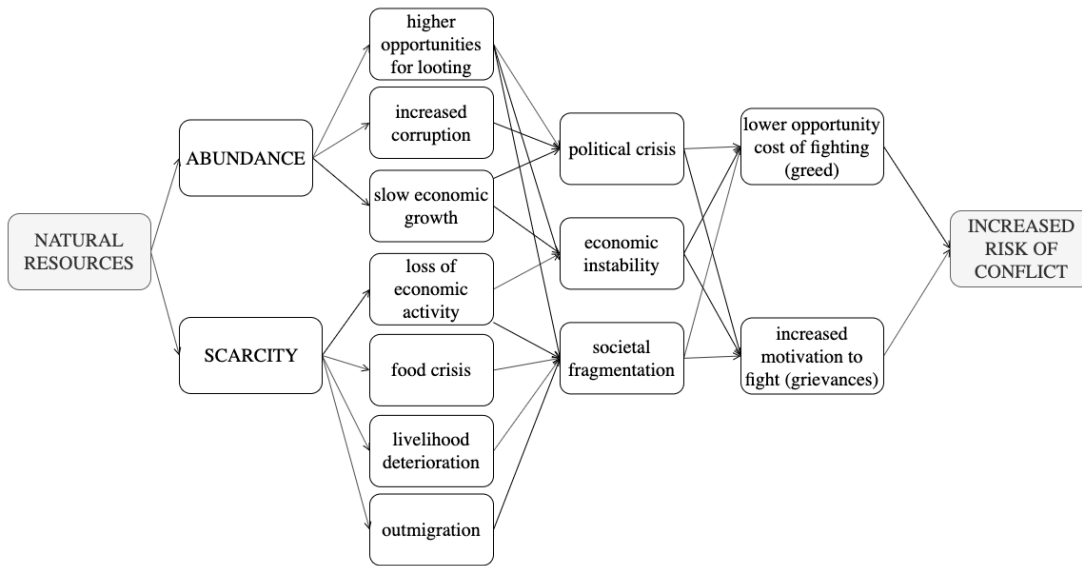 NATURAL
RESOURCES
ABUNDANCE
SCARCITY
higher
opportunities
for looting
increased
corruption
slow economic
growth
loss of
economic
activity
food crisis
livelihood
deterioration
outmigration
political crisis
economic
instability
societal
fragmentation
lower opportunity
cost of fighting
(greed)
increased
motivation to
fight (grievances)
INCREASED
RISK OF
CONFLICT